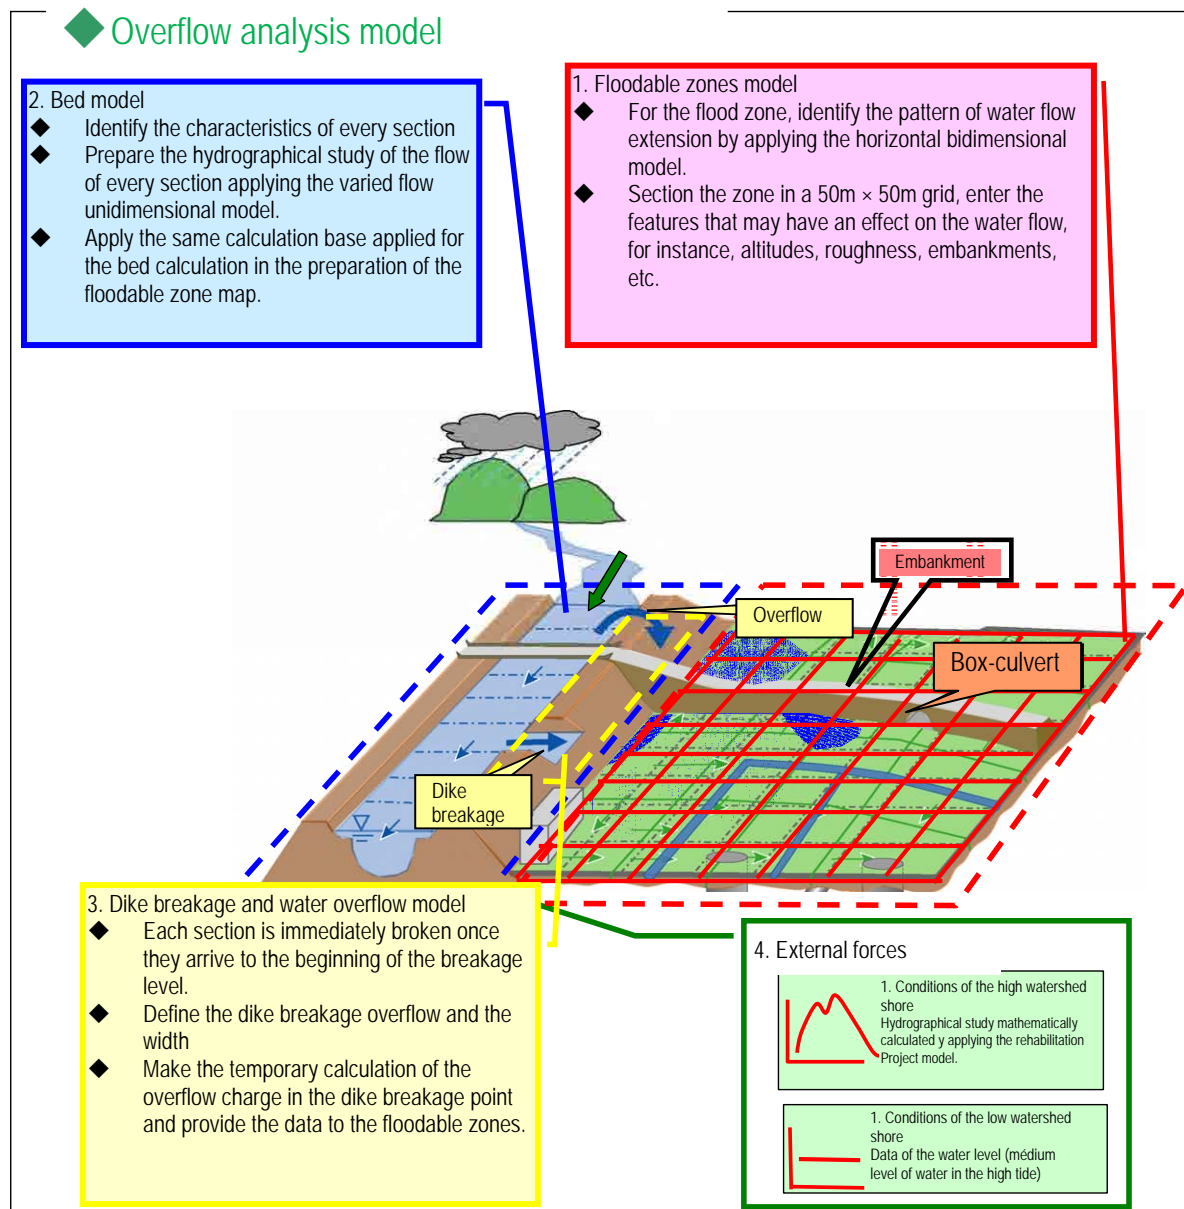 Overflow analysis model
2. Bed model
◆ Identify the characteristics of every section
◆ Prepare the hydrographical study of the flow
of every section applying the varied flow
unidimensional model.
◆ Apply the same calculation base applied for
the bed calculation in the preparation of the
floodable zone map.
1. Floodable zones model
◆ For the flood zone, identify the pattern of water flow
extension by applying the horizontal bidimensional
model.
◆ Section the zone in a 50m × 50m grid, enter the
features that may have an effect on the water flow,
for instance, altitudes, roughness, embankments,
etc.
Embankment
Overflow
Box-culvert
Dike
breakage
3. Dike breakage and water overflow model
◆ Each section is immediately broken once
they arrive to the beginning of the breakage
level.
◆ Define the dike breakage overflow and the
width
◆ Make the temporary calculation of the
overflow charge in the dike breakage point
and provide the data to the floodable zones.
4. External forces
1. Conditions of the high watershed
shore
Hydrographical study mathematically
calculated y applying the rehabilitation
Project model.
1. Conditions of the low watershed
shore
Data of the water level (médium
level of water in the high tide)